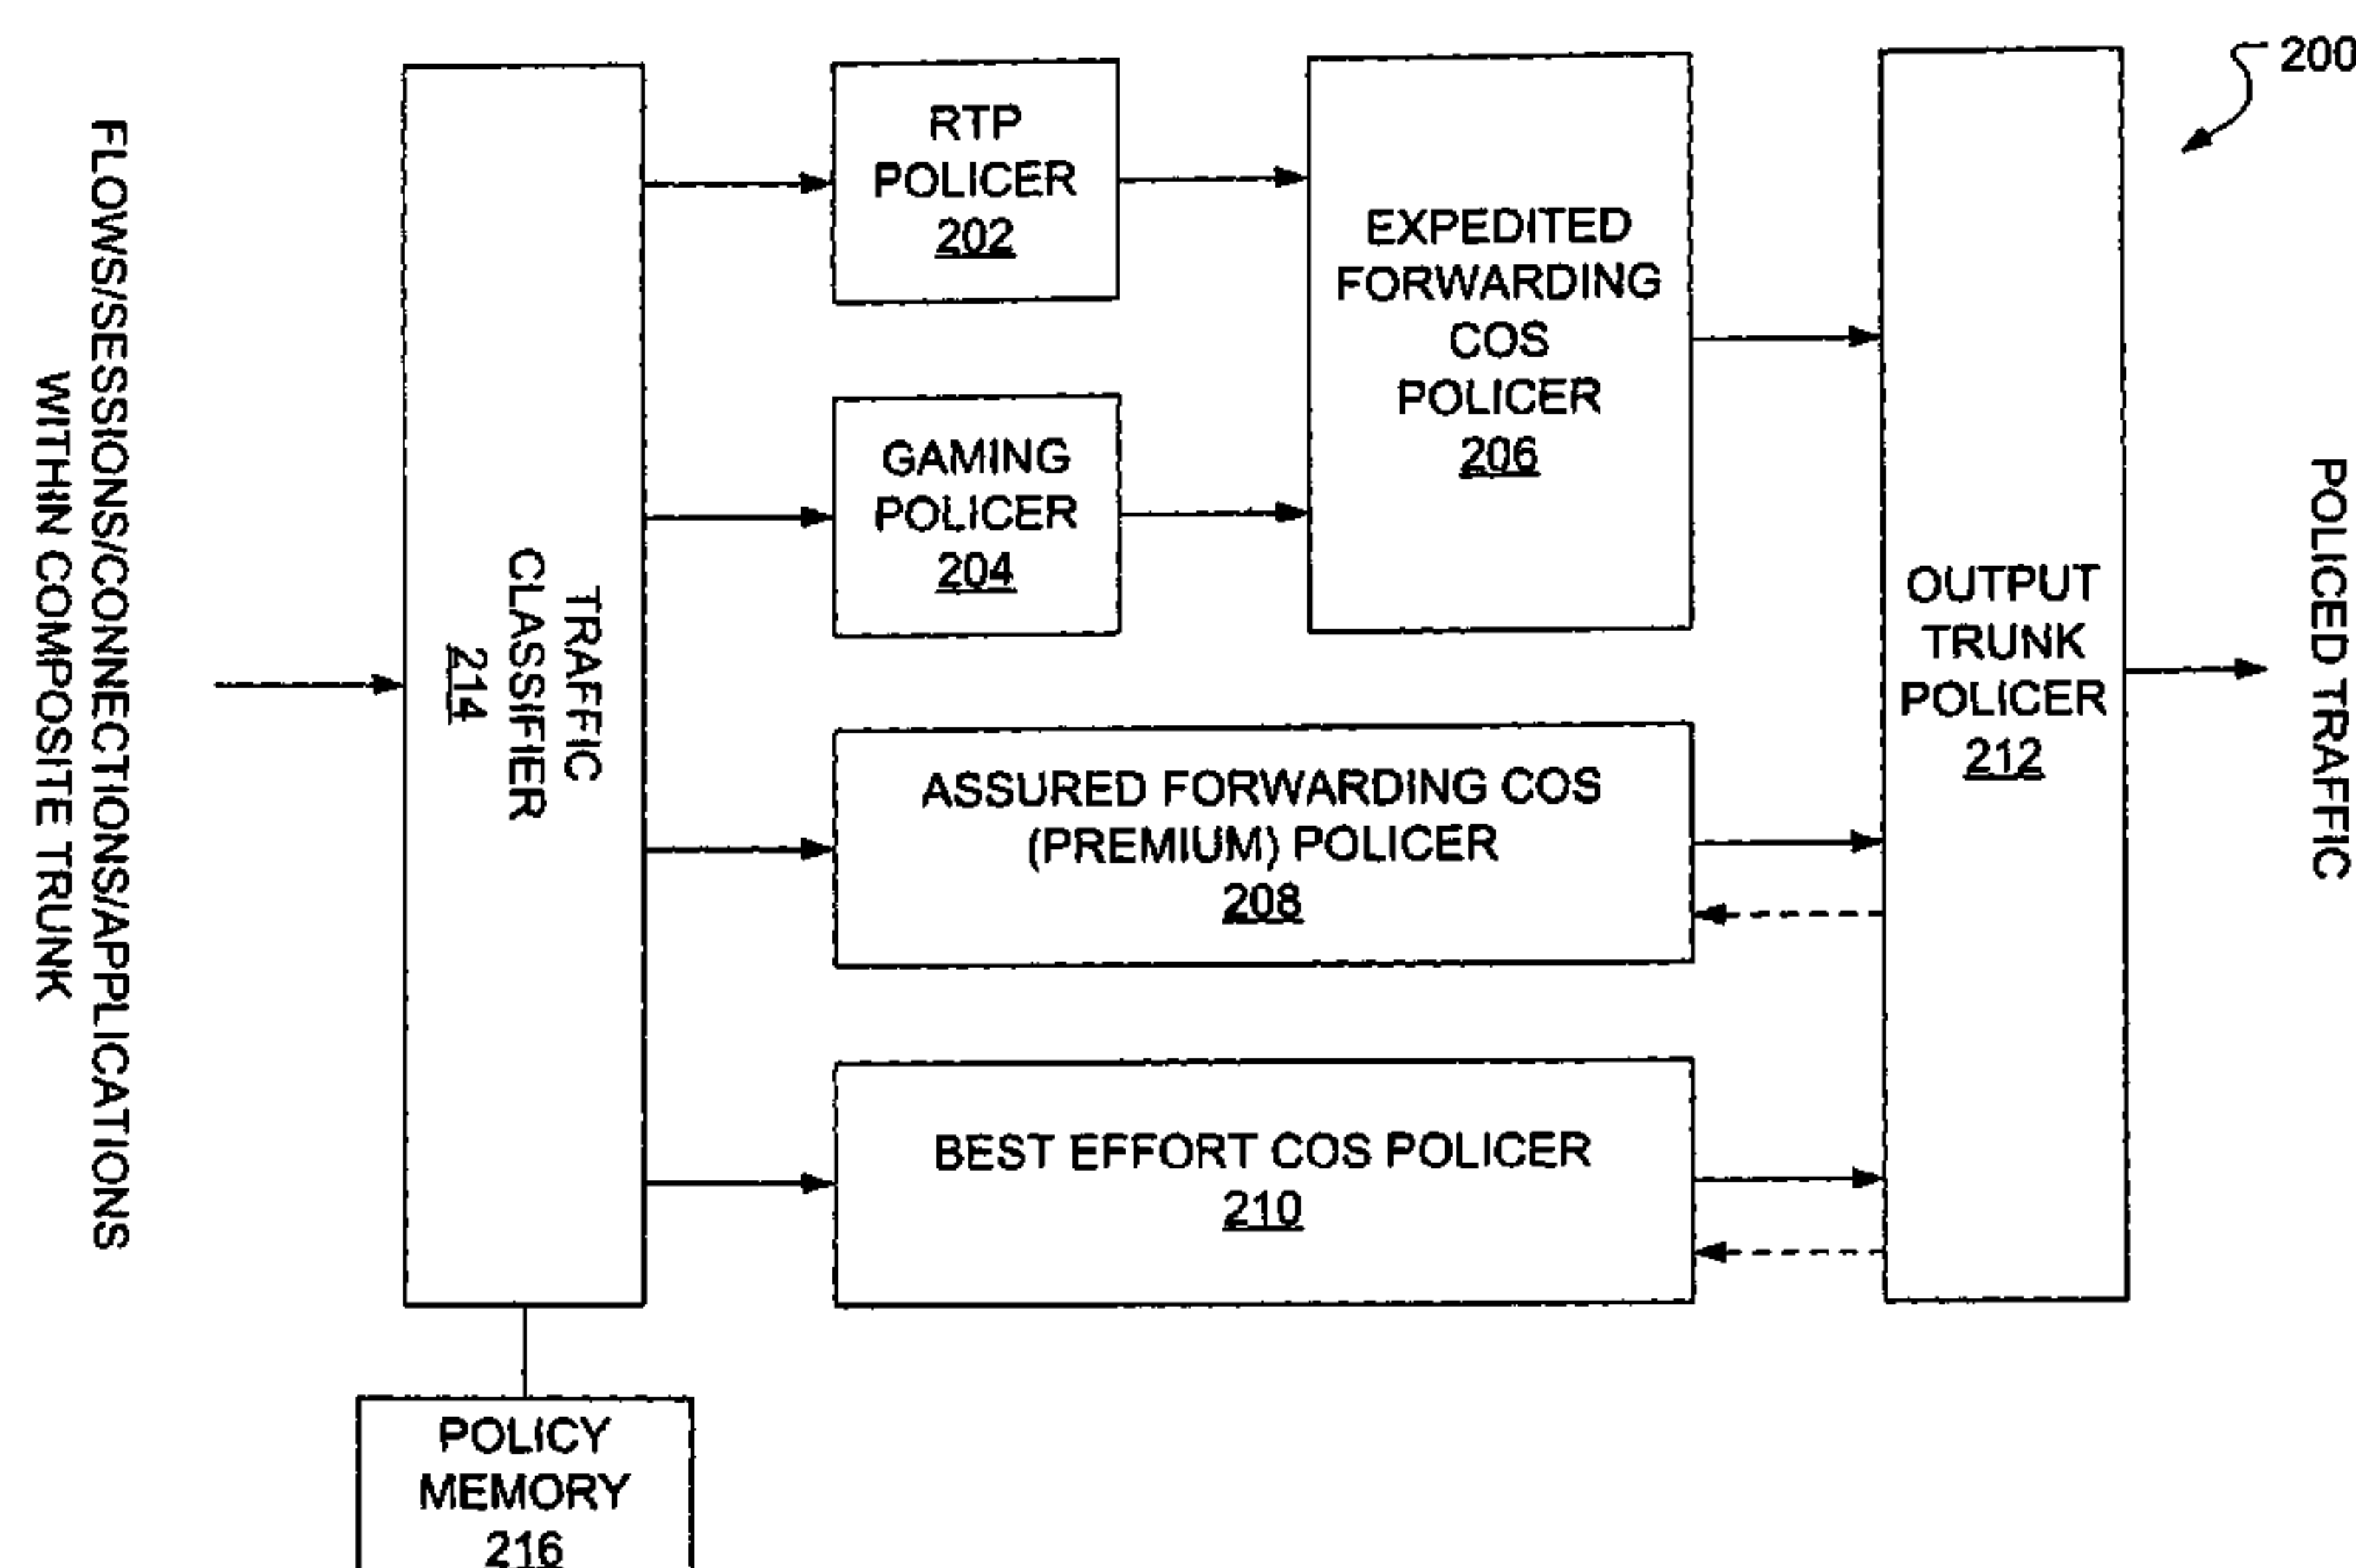 200
FLOWS/SESSIONS/CONNECTIONS/APPLICATIONS
WITHIN COMPOSITE TRUNK
TRAFFIC
CLASSIFIER
214
RTP
POLICER
202
GAMING
POLICER
204
EXPEDITED
FORWARDING
COS
POLICER
206
ASSURED FORWARDING COS
(PREMIUM) POLICER
208
BEST EFFORT COS POLICER
210
OUTPUT
TRUNK
POLICER
212
POLICED TRAFFIC
POLICY
MEMORY
216